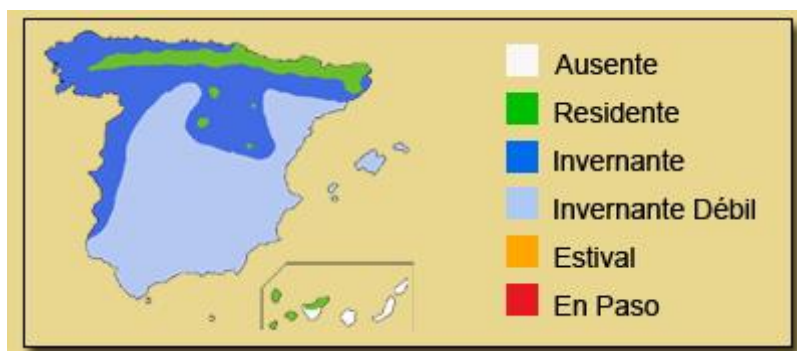 Ausente
Residente
Invernante
Invernante Débil
Estival
En Paso